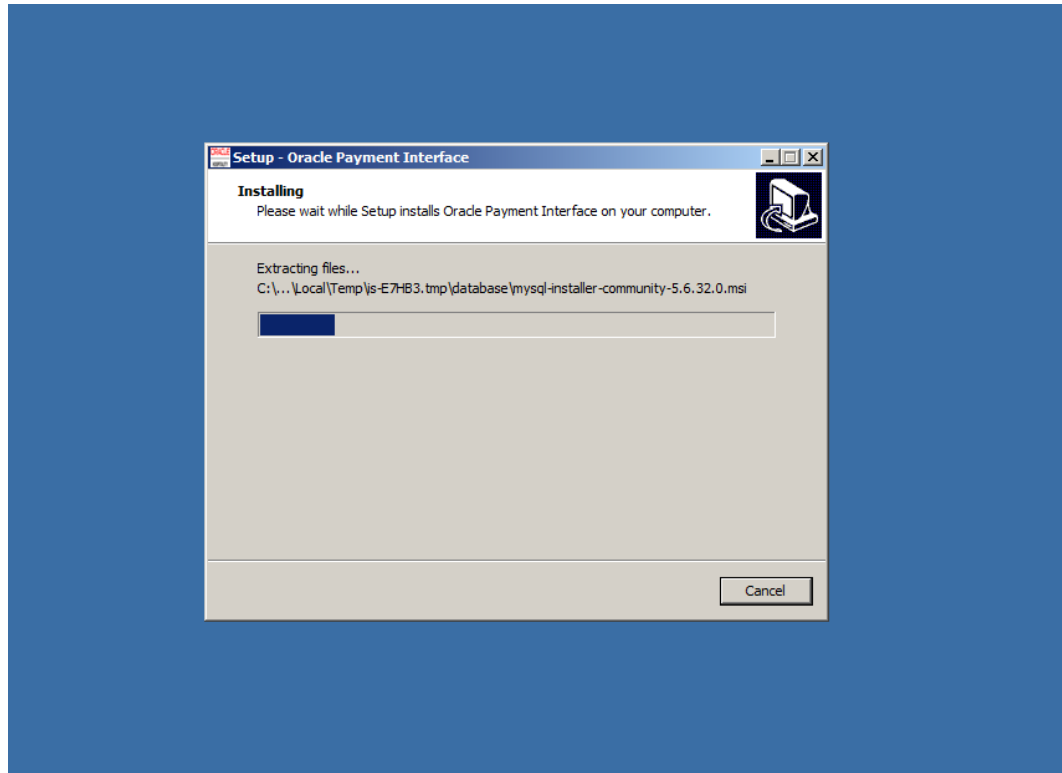 Setup - Oracle Payment Interface
Installing
Please wait while Setup installs Oracle Payment Interface on your computer.
Extracting files...
C:\...\Local\Temp\is-E7HB3.tmp\database\mysql-installer-community-5.6.32.0.msi
Cancel